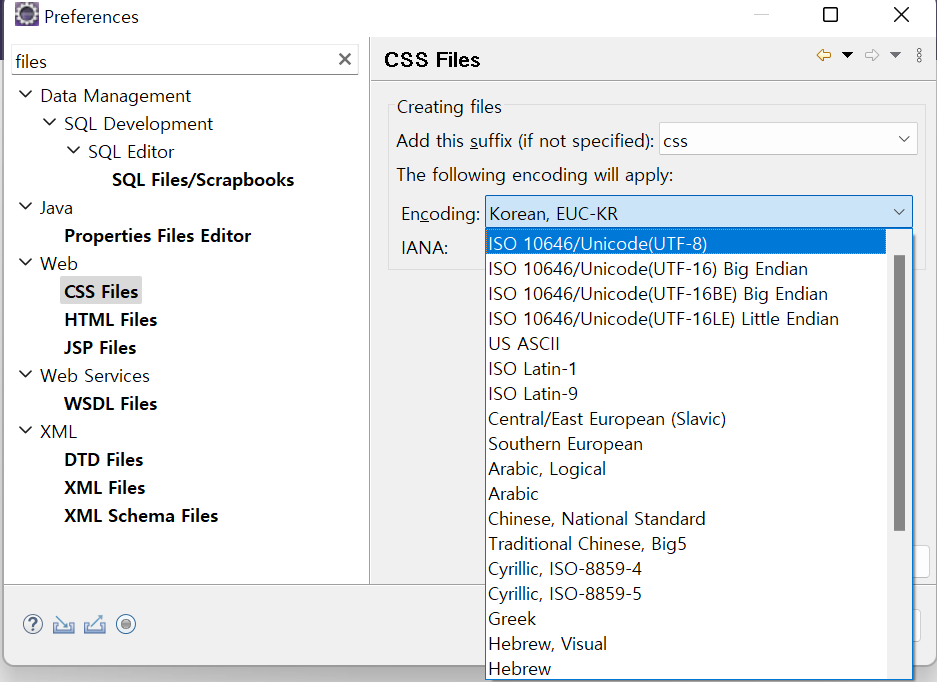 Preferences
files
Data Management
SQL Development
SQL Editor
SQL Files/Scrapbooks
Java
Properties Files Editor
Web
CSS Files
HTML Files
JSP Files
Web Services
WSDL Files
XML
DTD Files
XML Files
XML Schema Files
CSS Files
Creating files
Add this suffix (if not specified): css
The following encoding will apply:
Encoding: Korean, EUC-KR
IANA:
ISO 10646/Unicode(UTF-8)
ISO 10646/Unicode(UTF-16) Big Endian
ISO 10646/Unicode(UTF-16BE) Big Endian
ISO 10646/Unicode(UTF-16LE) Little Endian
US ASCII
ISO Latin-1
ISO Latin-9
Central/East European (Slavic)
Southern European
Arabic, Logical
Arabic
Chinese, National Standard
Traditional Chinese, Big5
Cyrillic, ISO-8859-4
Cyrillic, ISO-8859-5
Greek
Hebrew, Visual
Hebrew